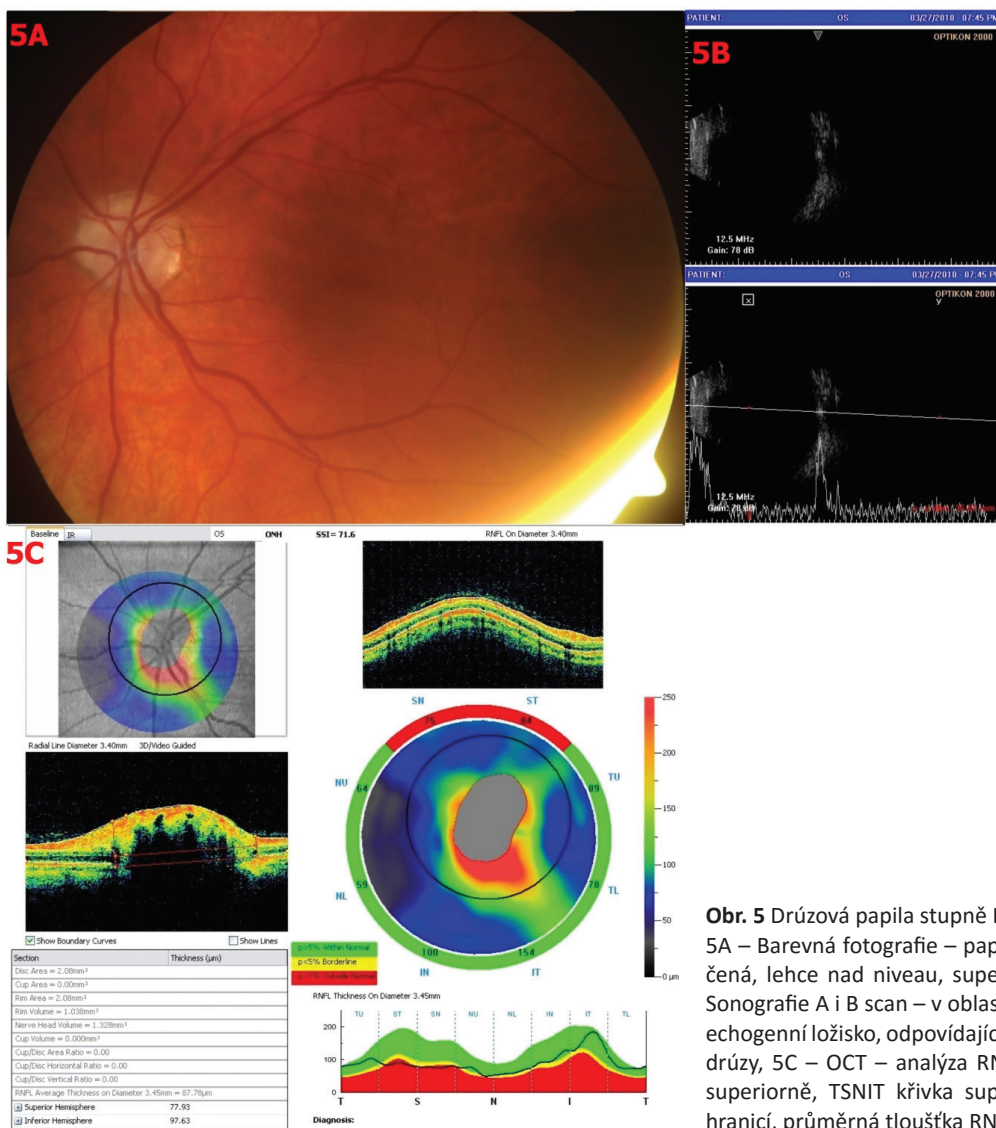 5A
5B
PATIENT: OS 03/27/2010 - 07:45 PM
OPTIKON 2000
12.5 MHz
Gain: 78 dB
PATIENT: OS 03/27/2010 - 07:45 PM
OPTIKON 2000
x
y
12.5 MHz
Gain: 78 dB
5C
Baseline IR OS ONH SSI= 71.6 RNFL On Diameter 3.40mm
Radial Line Diameter 3.40mm 3D/Video Guided
SN ST
75 84
NU TU
64 89
NL TL
59 78
100 154
IN IT
250
200
150
100
50
0 µm
Show Boundary Curves Show Lines
Section Thickness (µm)
Disc Area = 2.08mm²
Cup Area = 0.00mm²
Rim Area = 2.08mm²
Rim Volume = 1.038mm³
Nerve Head Volume = 1.328mm³
Cup Volume = 0.000mm³
Cup/Disc Area Ratio = 0.00
Cup/Disc Horizontal Ratio = 0.00
Cup/Disc Vertical Ratio = 0.00
RNFL Average Thickness on Diameter 3.45mm = 87.78µm
Superior Hemisphere 77.93
Inferior Hemisphere 97.63
p>5% Within Normal
p<5% Borderline
Outside Normal
RNFL Thickness On Diameter 3.45mm
TU ST SN NU NL IN IT TL
200
100
0
T S N I T
Diagnosis:
Obr. 5 Drúzová papila stupně
5A – Barevná fotografie – pap
čená, lehce nad niveau, supe
Sonografie A i B scan – v oblas
echogenní ložisko, odpovídajíc
drúzy, 5C – OCT – analýza RN
superiorně, TSNIT křivka sup
hranicí, průměrná tloušťka RN